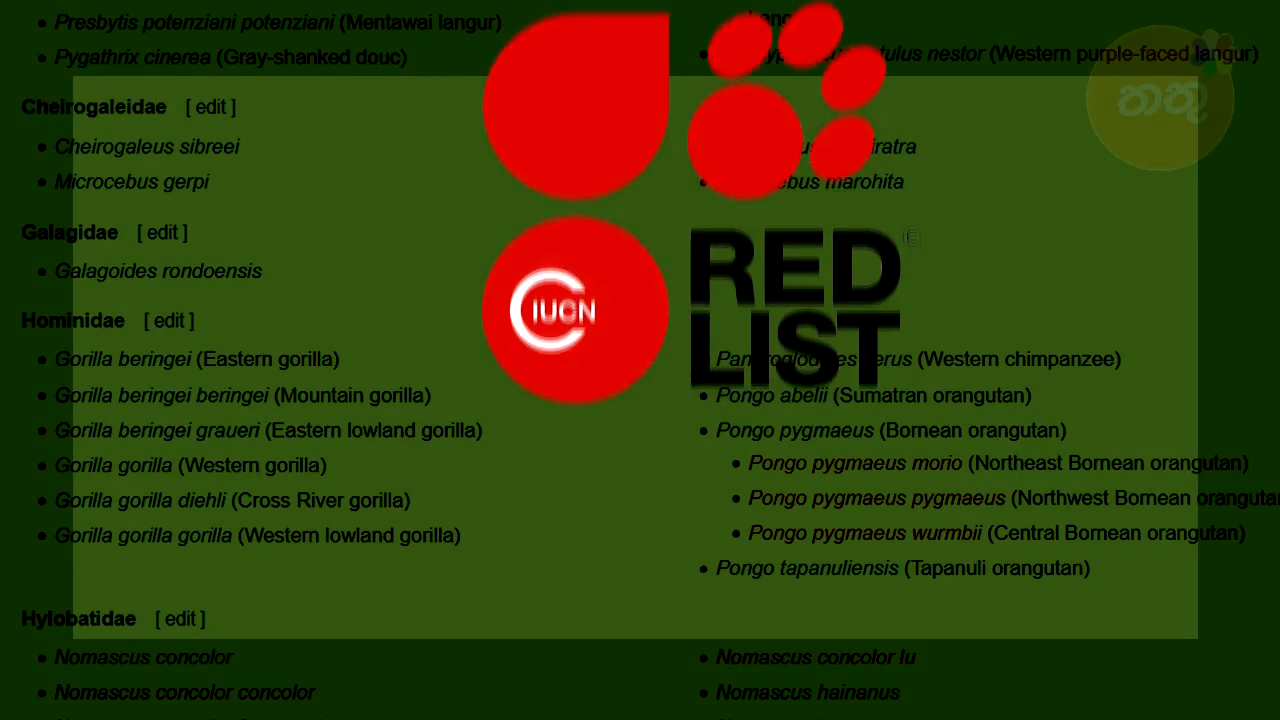 Presbytis potenziani potenziani (Mentawai langur)
Pygathrix cinerea (Gray-shanked douc)
nestor (Western purple-faced langur)
තතු
Cheirogaleidae [ edit ]
Cheirogaleus sibreei
Microcebus gerpi
marohita
Galagidae [ edit ]
Galagoides rondoensis
RED
LIST
IUCN
Hominidae [ edit ]
Gorilla beringei (Eastern gorilla)
Gorilla beringei beringei (Mountain gorilla)
Gorilla beringei graueri (Eastern lowland gorilla)
Gorilla gorilla (Western gorilla)
Gorilla gorilla diehli (Cross River gorilla)
Gorilla gorilla gorilla (Western lowland gorilla)
(Western chimpanzee)
Pongo abelii (Sumatran orangutan)
Pongo pygmaeus (Bornean orangutan)
Pongo pygmaeus morio (Northeast Bornean orangutan)
Pongo pygmaeus pygmaeus (Northwest Bornean orangutan
Pongo pygmaeus wurmbii (Central Bornean orangutan)
Pongo tapanuliensis (Tapanuli orangutan)
Hylobatidae [ edit ]
Nomascus concolor
Nomascus concolor concolor
Nomascus concolor lu
Nomascus hainanus